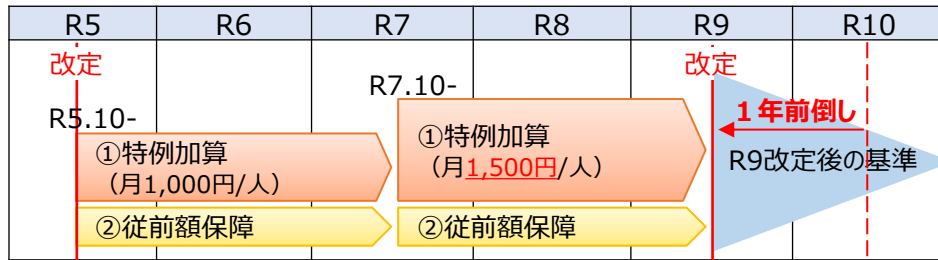 R5 R6 R7 R8 R9 R10
改定 改定
R7.10-
R5.10-
1年前倒し
①特例加算
（月1,000円/人）
①特例加算
（月1,500円/人）
R9改定後の基準
②従前額保障 ②従前額保障